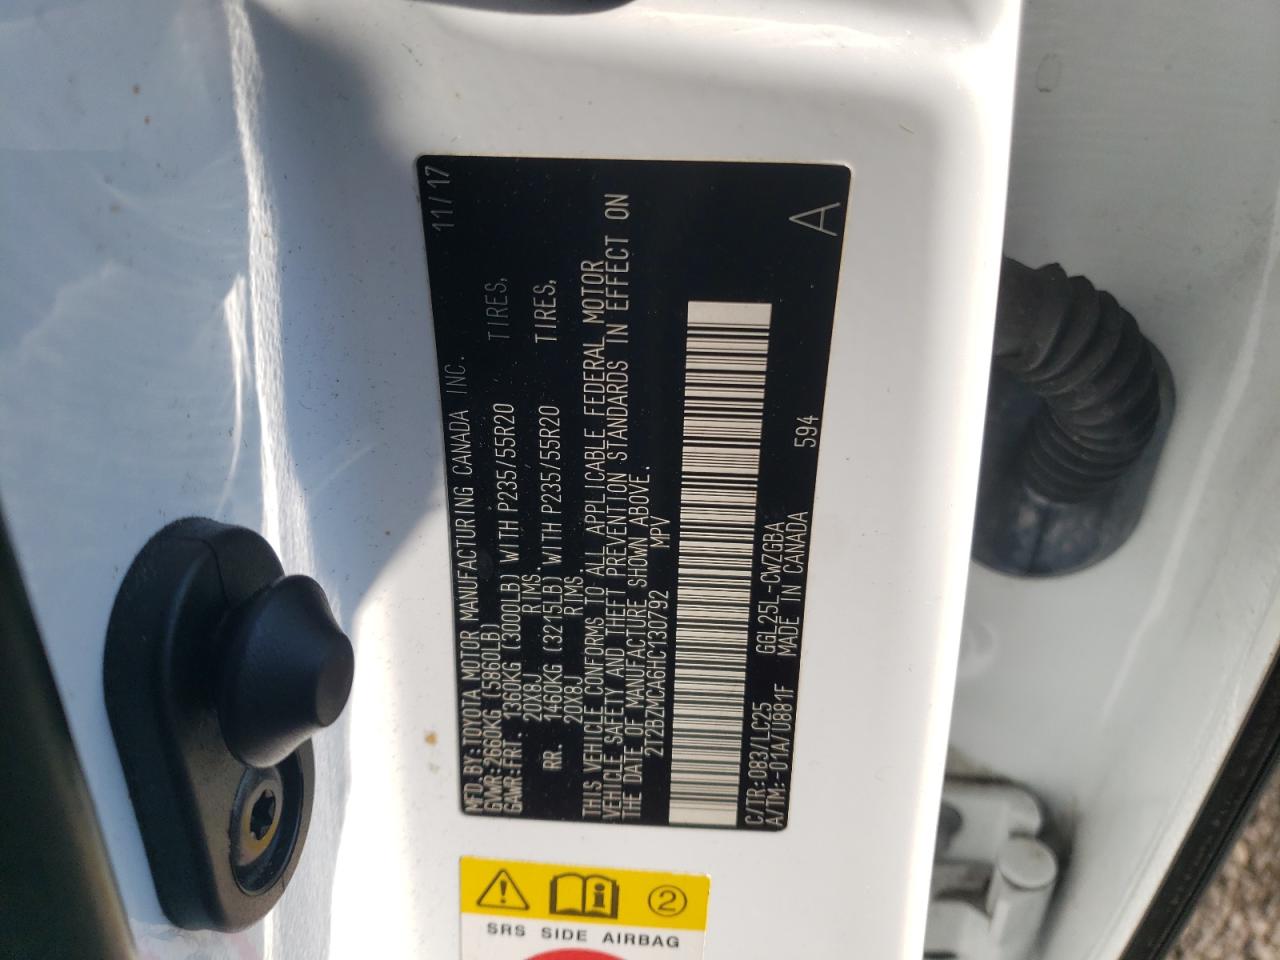 MFD. BY: TOYOTA MOTOR MANUFACTURING CANADA INC. 11/17
GVWR: 2660KG (5860LB)
GAWR: FRT. 1360KG (3000LB) WITH P235/55R20 TIRES,
20X8J RIMS.
RR. 1460KG (3215LB) WITH P235/55R20 TIRES,
20X8J RIMS.
THIS VEHICLE CONFORMS TO ALL APPLICABLE FEDERAL MOTOR
VEHICLE SAFETY AND THEFT PREVENTION STANDARDS IN EFFECT ON
THE DATE OF MANUFACTURE SHOWN ABOVE.
2T2BZMCA6HC130792 MPV
C/TR: 083/LC25 GGL25L-CWZGBA
A/TM: -01A/U881F MADE IN CANADA 594 A
2
SRS SIDE AIRBAG